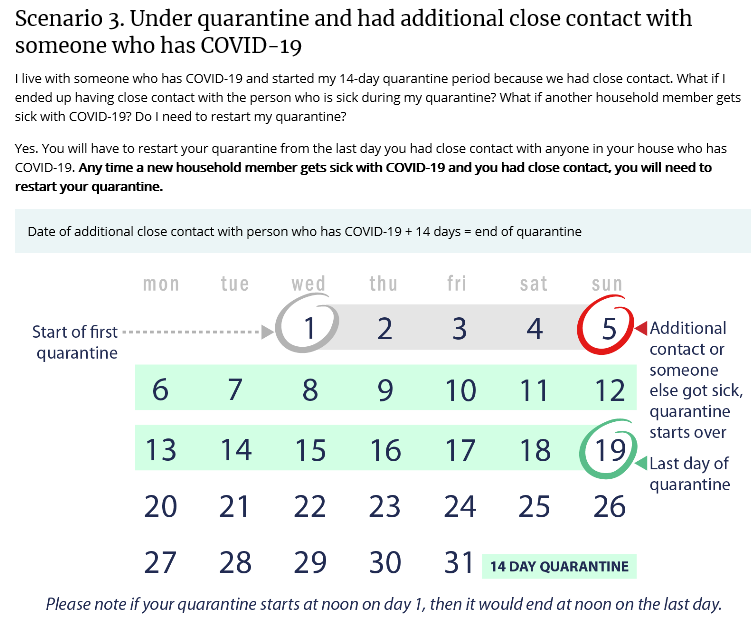 Scenario 3. Under quarantine and had additional close contact with
someone who has COVID-19
I live with someone who has COVID-19 and started my 14-day quarantine period because we had close contact. What if I
ended up having close contact with the person who is sick during my quarantine? What if another household member gets
sick with COVID-19? Do I need to restart my quarantine?
Yes. You will have to restart your quarantine from the last day you had close contact with anyone in your house who has
COVID-19. Any time a new household member gets sick with COVID-19 and you had close contact, you will need to
restart your quarantine.
Date of additional close contact with person who has COVID-19 + 14 days = end of quarantine
mon tue wed thu fri sat sun
Start of first
quarantine
1 2 3 4 5
Additional
contact or
someone
else got sick,
quarantine
starts over
6 7 8 9 10 11 12
13 14 15 16 17 18 19
Last day of
quarantine
20 21 22 23 24 25 26
27 28 29 30 31 14 DAY QUARANTINE
Please note if your quarantine starts at noon on day 1, then it would end at noon on the last day.